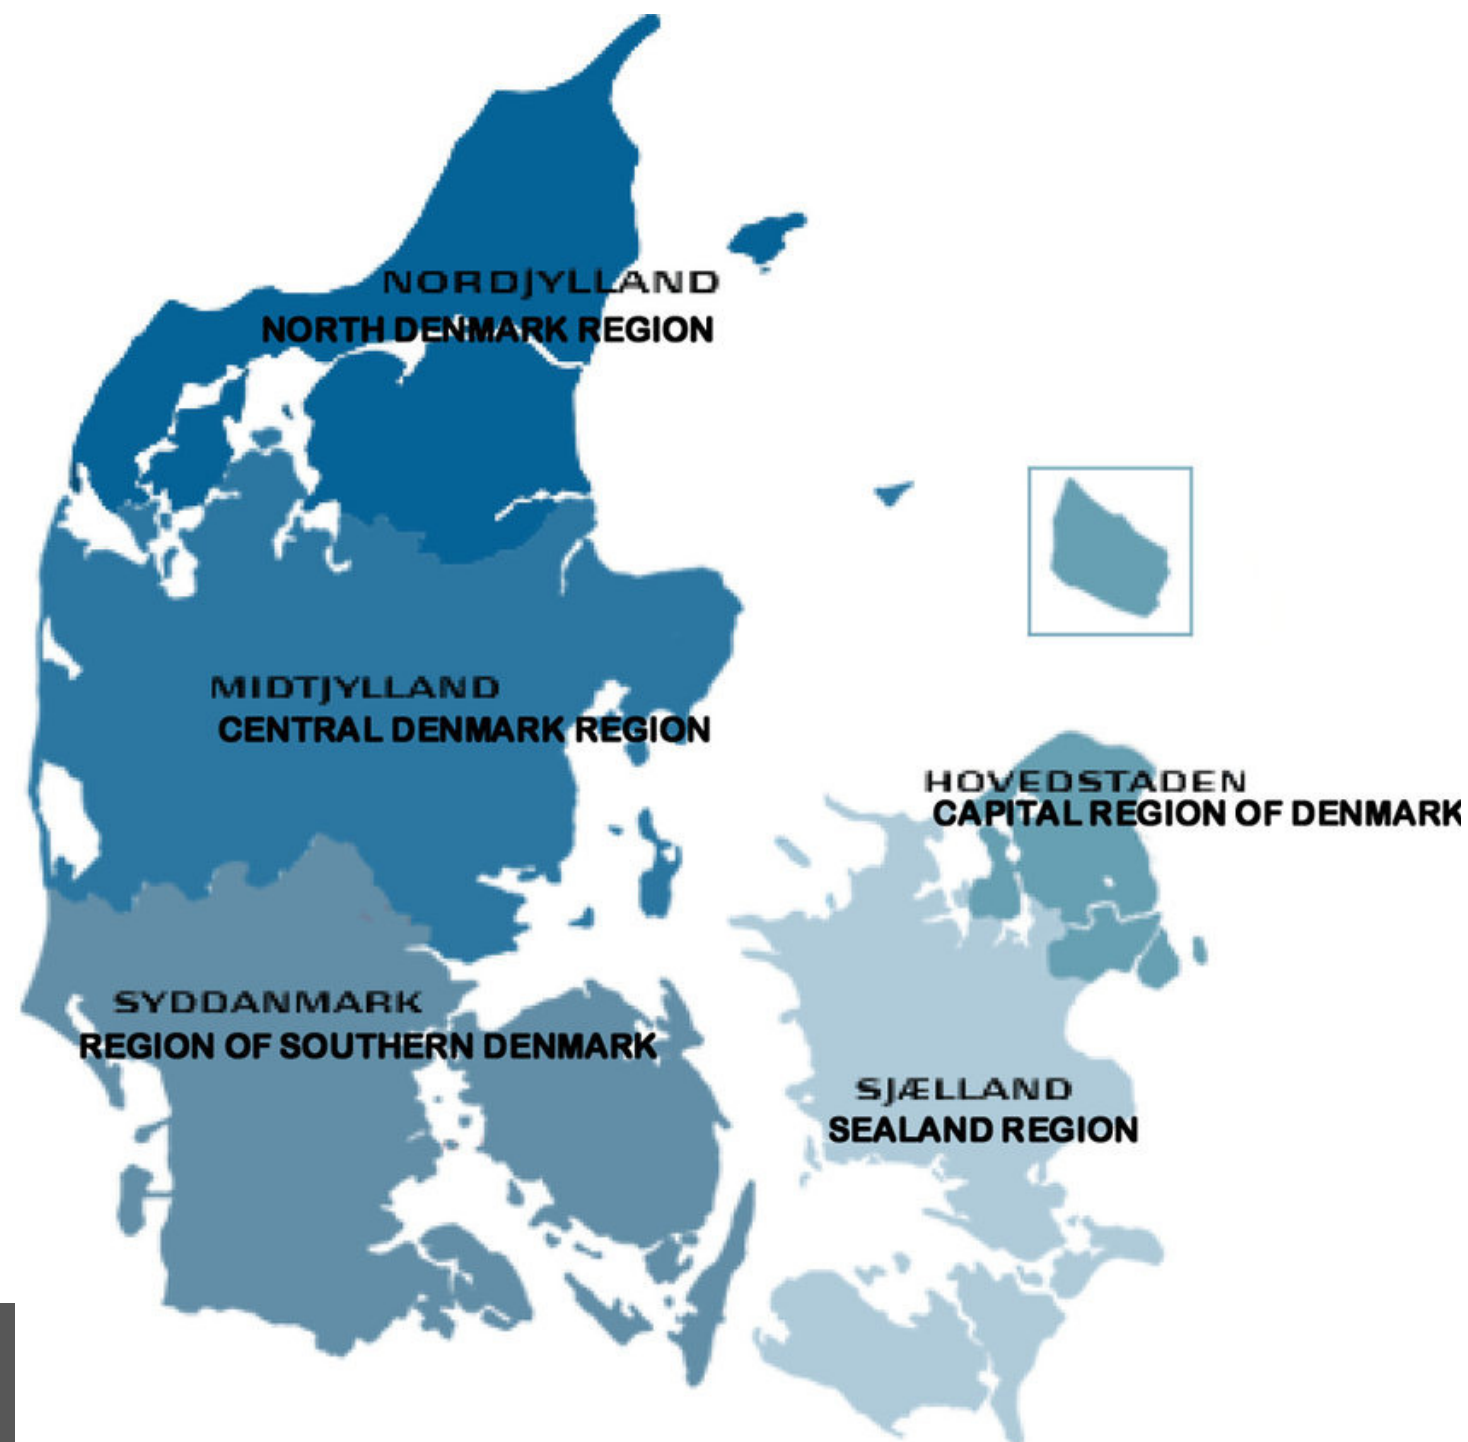 NORDJYLLAND
NORTH DENMARK REGION
MIDTJYLLAND
CENTRAL DENMARK REGION
HOVEDSTADEN
CAPITAL REGION OF DENMARK
SYDDANMARK
REGION OF SOUTHERN DENMARK
SJÆLLAND
SEALAND REGION